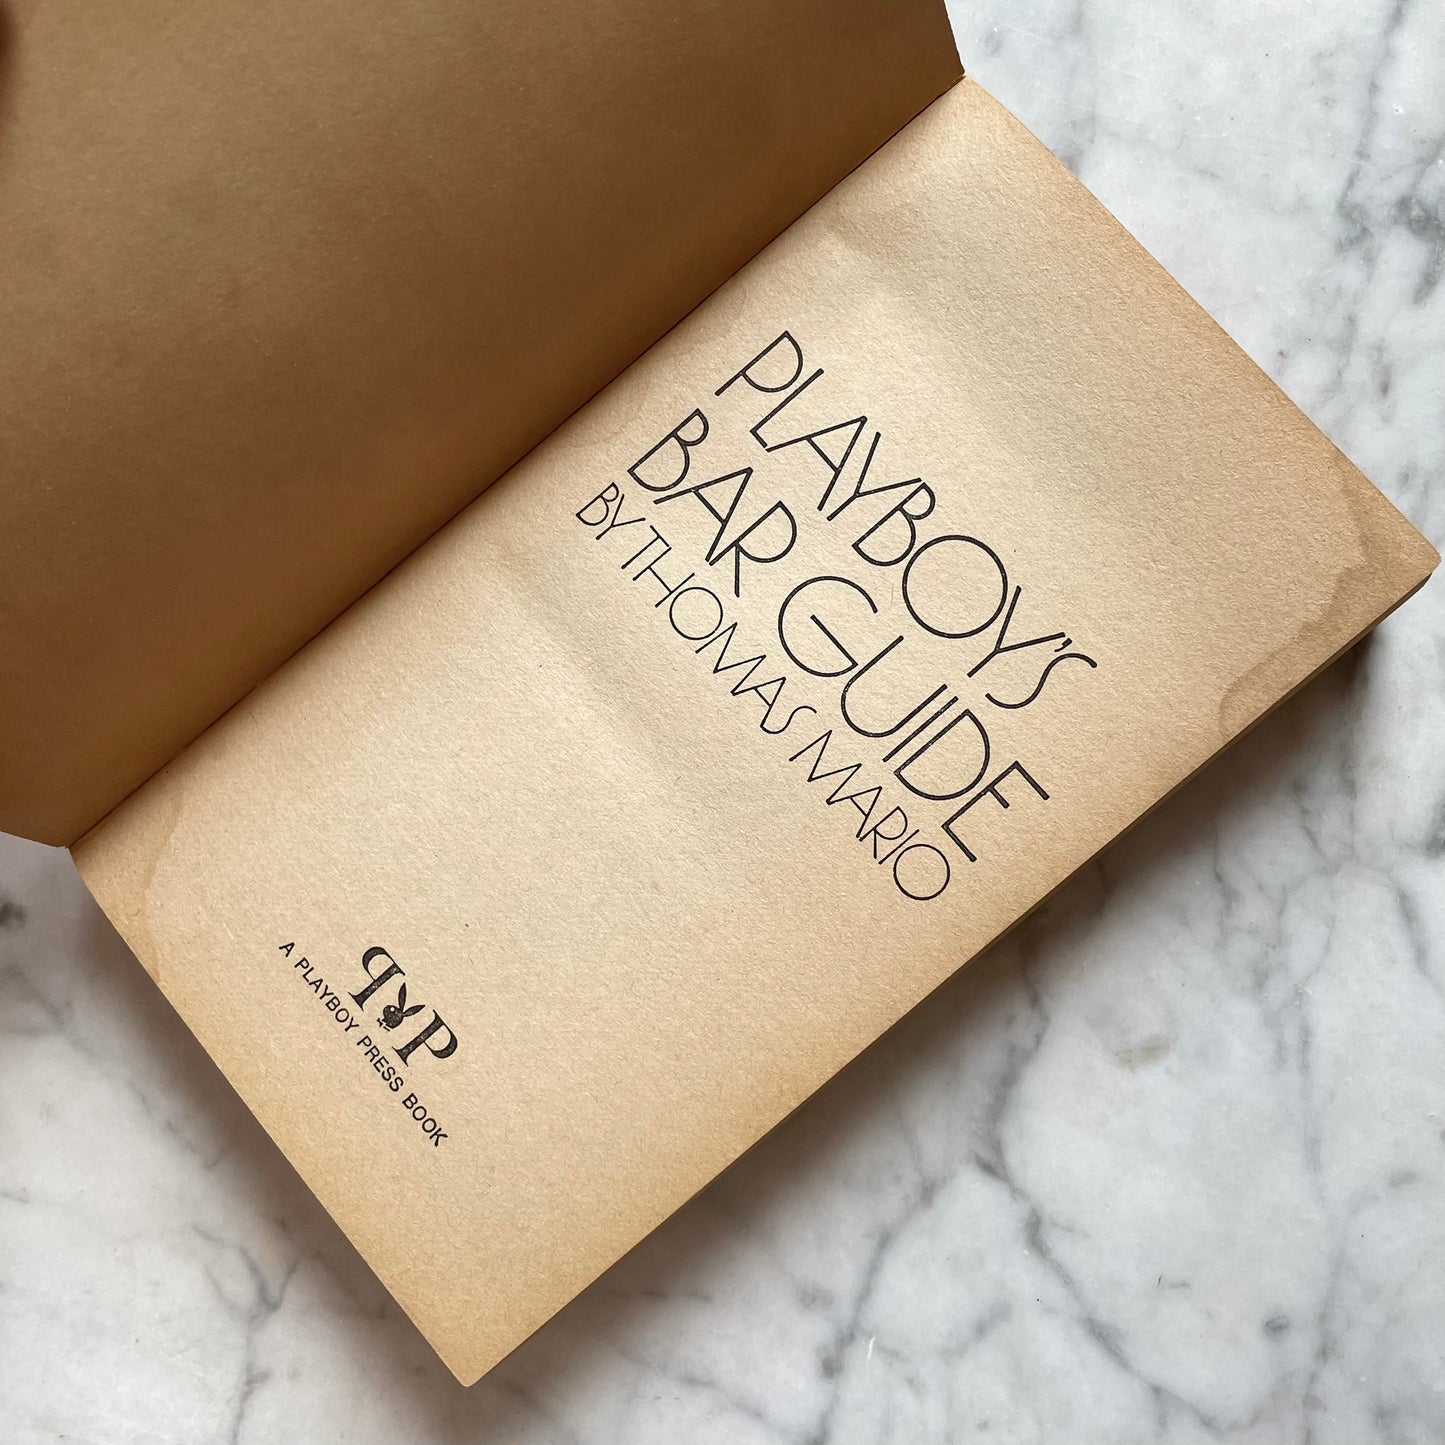 PLAYBOY'S
BAR GUIDE
BY THOMAS MARIO
PP
A PLAYBOY PRESS BOOK